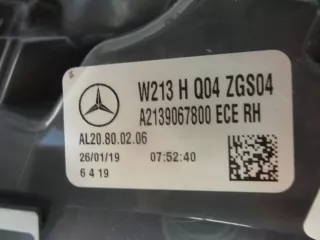 W213 H Q04 ZGS04
A2139067800 ECE RH
AL20.80.02.06
26/01/19 07:52:40
6 4 19